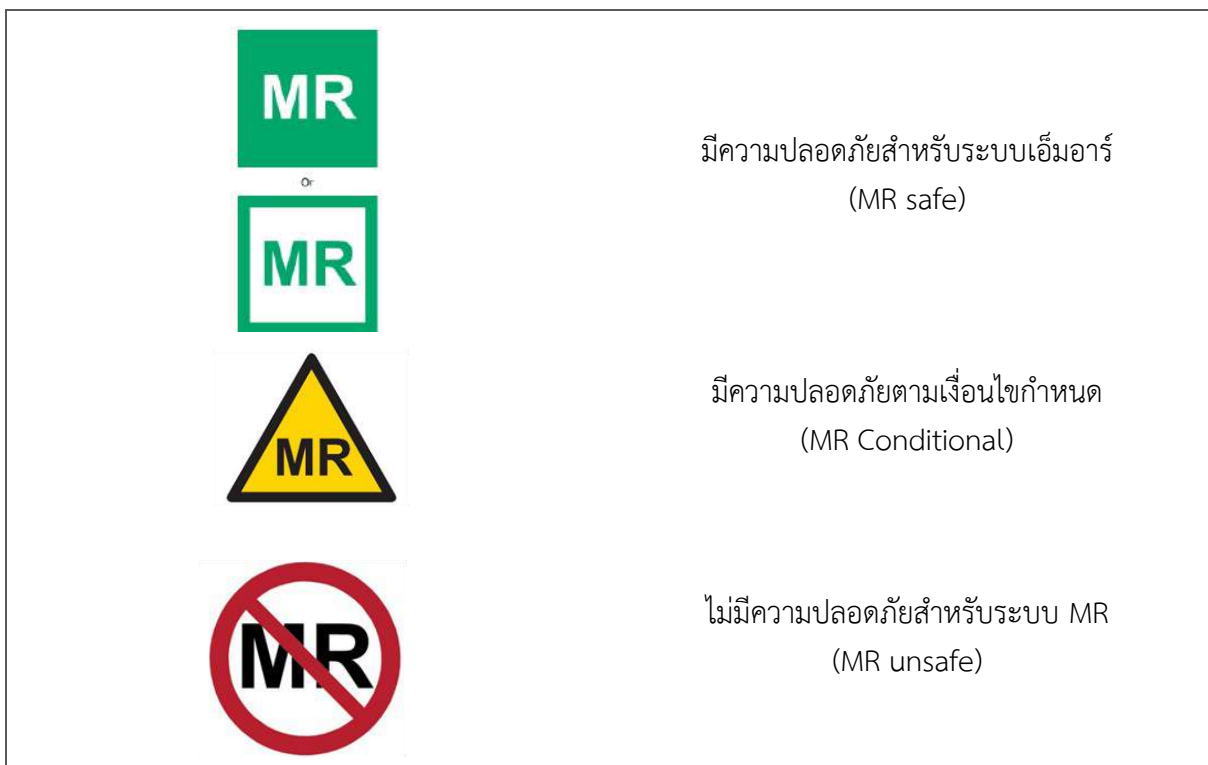 MR
Or
MR
มีความปลอดภัยสำหรับระบบเอ็มอาร์
(MR safe)
MR
มีความปลอดภัยตามเงื่อนไขกำหนด
(MR Conditional)
MR
ไม่มีความปลอดภัยสำหรับระบบ MR
(MR unsafe)